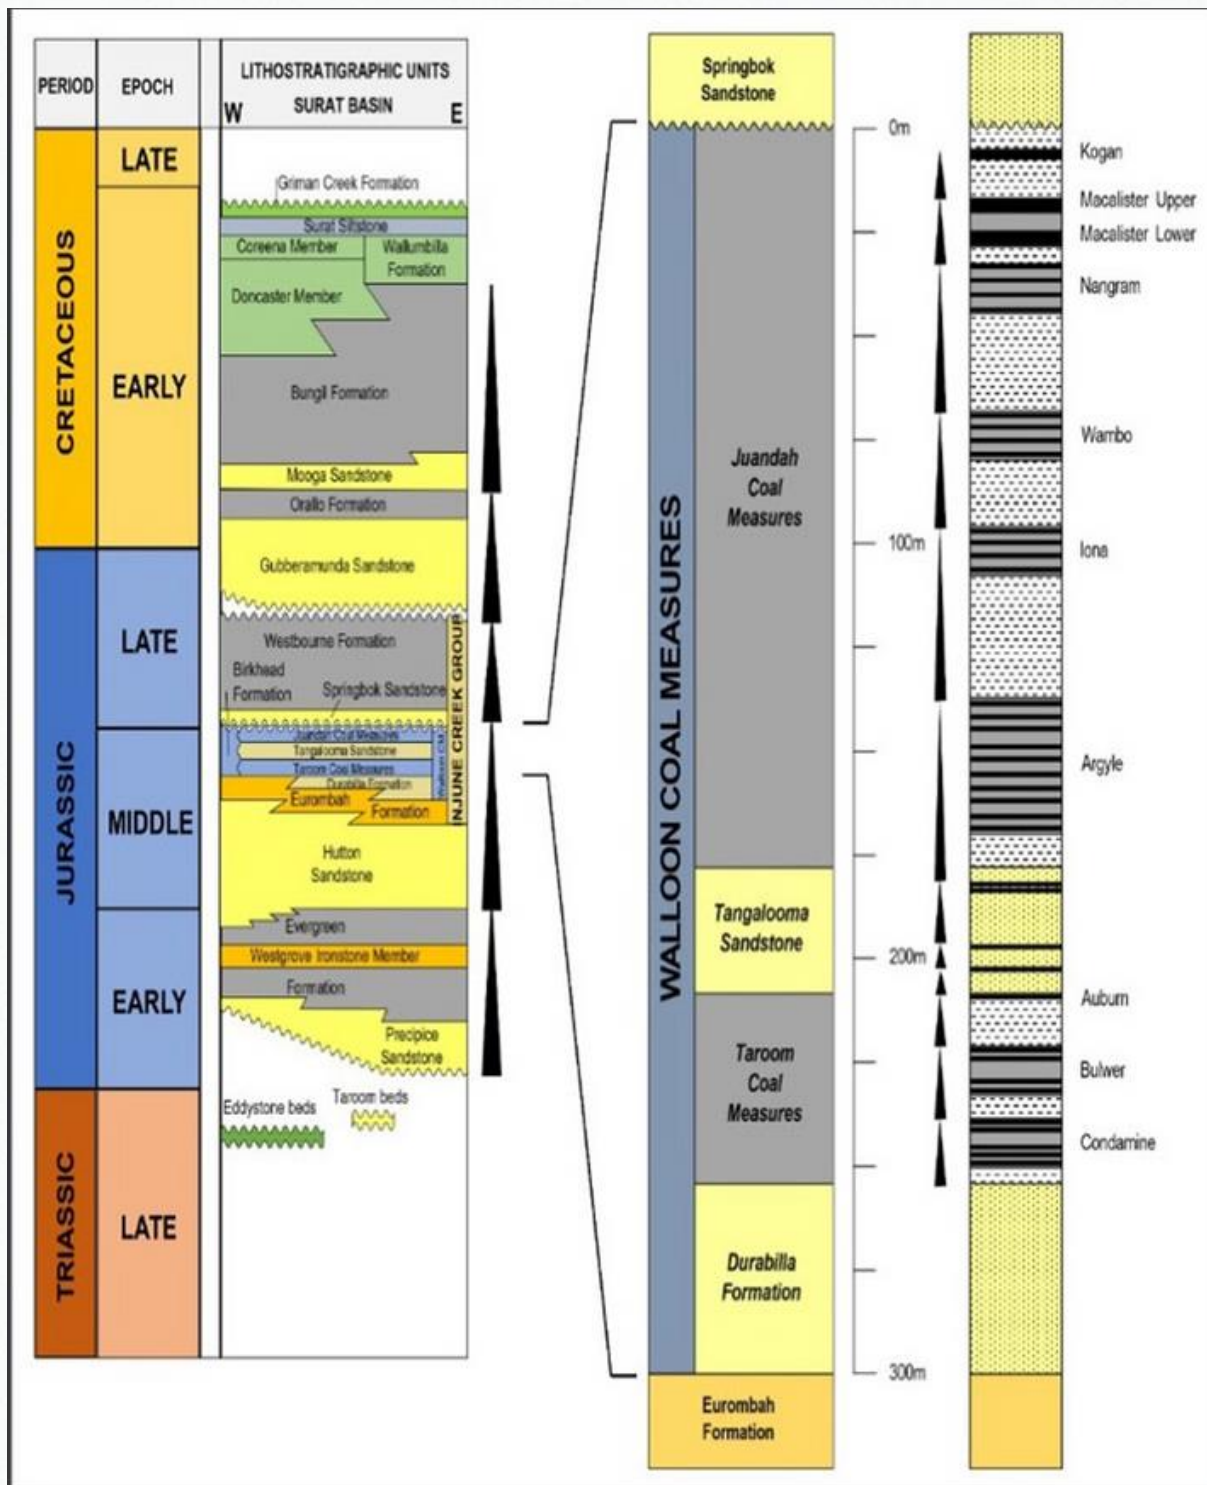 PERIOD
EPOCH
LITHOSTRATIGRAPHIC UNITS
SURAT BASIN
W
E
CRETACEOUS
LATE
EARLY
JURASSIC
LATE
MIDDLE
EARLY
TRIASSIC
LATE
Griman Creek Formation
Surat Siltstone
Coreena Member
Wallumbilla
Formation
Doncaster Member
Bungil Formation
Mooga Sandstone
Orallo Formation
Gubberamunda Sandstone
Westbourne Formation
Birkhead
Formation
Springbok Sandstone
Juandah Coal Measures
Tangalooma Sandstone
Taroom Coal Measures
Durabilla Formation
Walloon CM
INJUNE CREEK GROUP
Eurombah
Formation
Hutton
Sandstone
Evergreen
Westgrove Ironstone Member
Formation
Precipice
Sandstone
Eddystone beds
Taroom beds
Springbok
Sandstone
WALLOON COAL MEASURES
Juandah
Coal
Measures
Tangalooma
Sandstone
Taroom
Coal
Measures
Durabilla
Formation
Eurombah
Formation
0m
100m
200m
300m
Kogan
Macalister Upper
Macalister Lower
Nangram
Wambo
Iona
Argyle
Auburn
Bulwer
Condamine